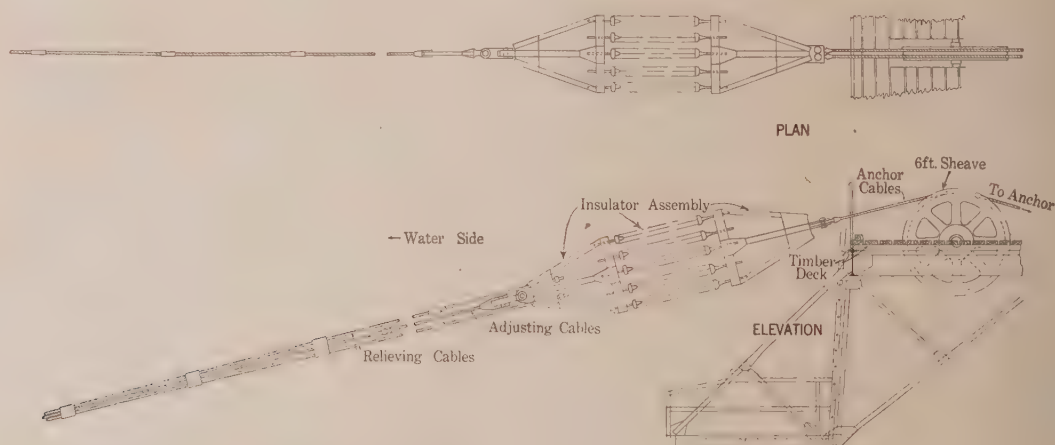 PLAN
6ft. Sheave
Anchor
Cables
To Anchor
Insulator Assembly
← Water Side
Timber
Deck
Adjusting Cables
ELEVATION
Relieving Cables